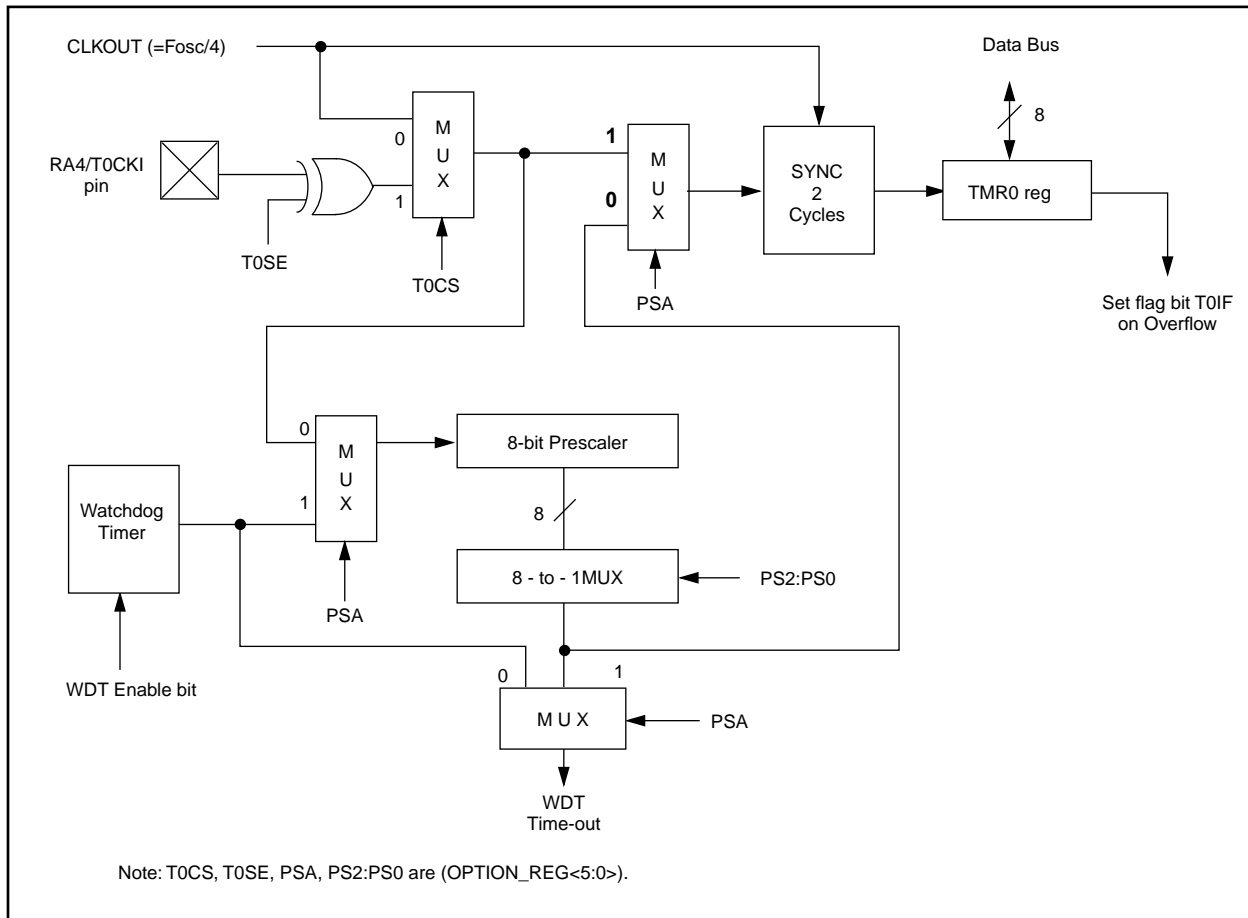 CLKOUT (=Fosc/4)
Data Bus
8
RA4/T0CKI
pin
T0SE
0
1
M
U
X
T0CS
1
0
M
U
X
PSA
SYNC
2
Cycles
TMR0 reg
Set flag bit T0IF
on Overflow
0
1
M
U
X
PSA
8-bit Prescaler
8
8 - to - 1MUX
PS2:PS0
Watchdog
Timer
WDT Enable bit
0
1
M U X
PSA
WDT
Time-out
Note: T0CS, T0SE, PSA, PS2:PS0 are (OPTION_REG<5:0>).